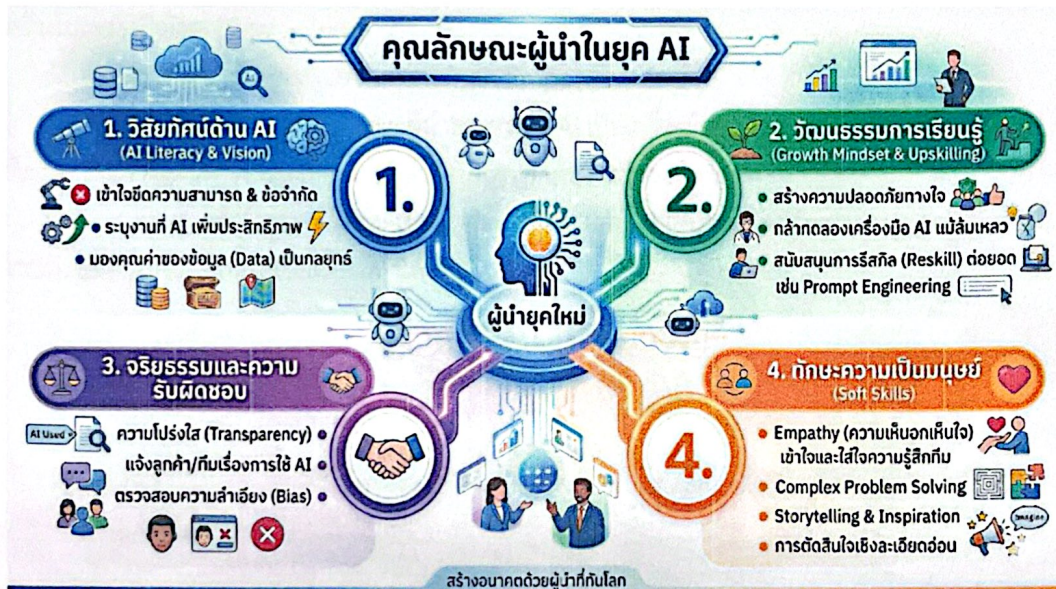 คุณลักษณะผู้นำในยุค AI
1. วิสัยทัศน์ด้าน AI
(AI Literacy & Vision)
1.
เข้าใจขีดความสามารถ & ข้อจำกัด
• ระบุงานที่ AI เพิ่มประสิทธิภาพ
• มองคุณค่าของข้อมูล (Data) เป็นกลยุทธ์
2. วัฒนธรรมการเรียนรู้
(Growth Mindset & Upskilling)
2.
• สร้างความปลอดภัยทางใจ
• กล้าทดลองเครื่องมือ AI แม้ล้มเหลว
• สนับสนุนการรีสกิล (Reskill) ต่อยอด
เช่น Prompt Engineering
ผู้นำยุคใหม่
3. จริยธรรมและความ
รับผิดชอบ
AI Used
ความโปร่งใส (Transparency) •
แจ้งลูกค้า/ทีมเรื่องการใช้ AI •
ตรวจสอบความลำเอียง (Bias) •
4. ทักษะความเป็นมนุษย์
(Soft Skills)
4.
• Empathy (ความเห็นอกเห็นใจ)
เข้าใจและใส่ใจความรู้สึกทีม
• Complex Problem Solving
• Storytelling & Inspiration
• การตัดสินใจเชิงละเอียดอ่อน
Imagine
สร้างอนาคตด้วยผู้นำที่ทันโลก